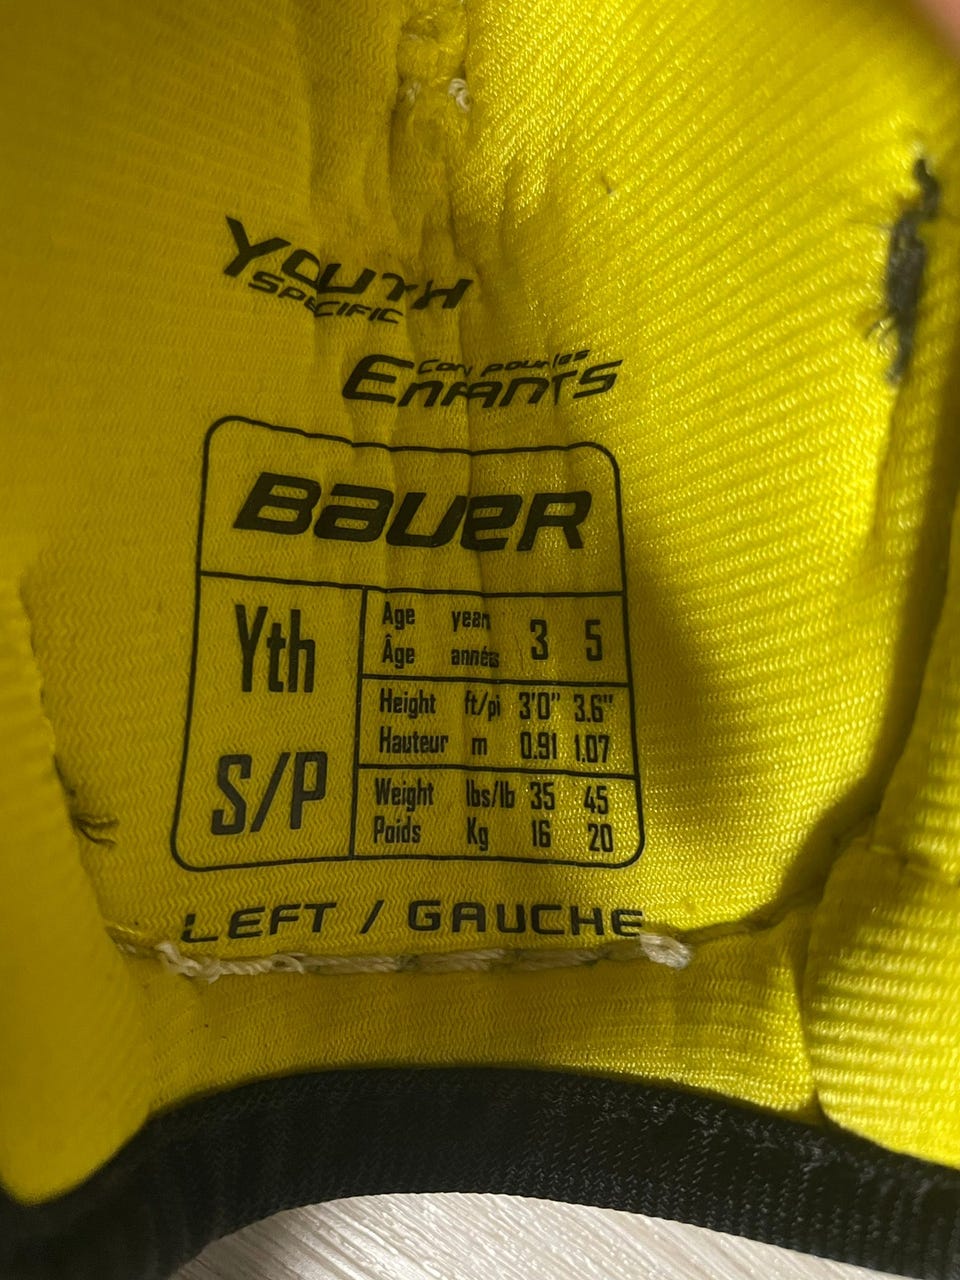 YOUTH
SPECIFIC
Con pour les
ENFANTS
BAUER
Yth
S/P
Age years 3 5
Âge années
Height ft/pi 3'0" 3.6"
Hauteur m 0.91 1.07
Weight lbs/lb 35 45
Poids Kg 16 20
LEFT / GAUCHE